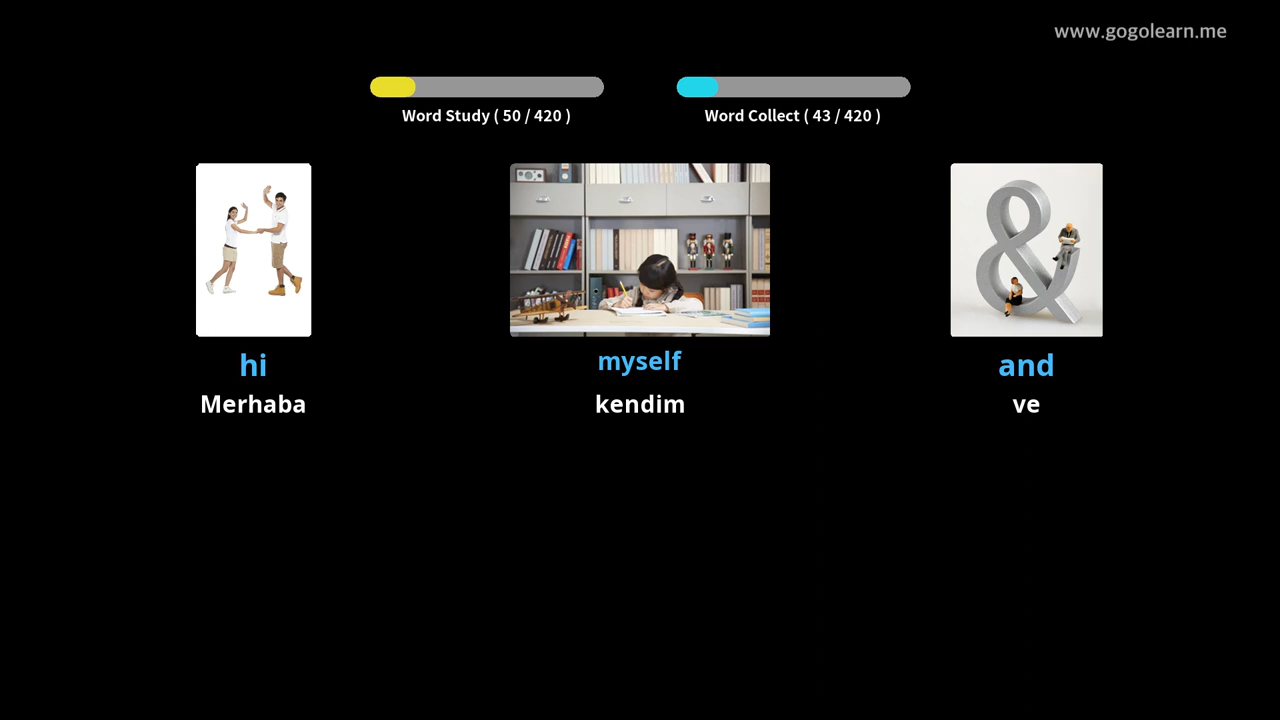 www.gogolearn.me
Word Study ( 50 / 420 )
Word Collect ( 43 / 420 )
hi
myself
and
Merhaba
kendim
ve